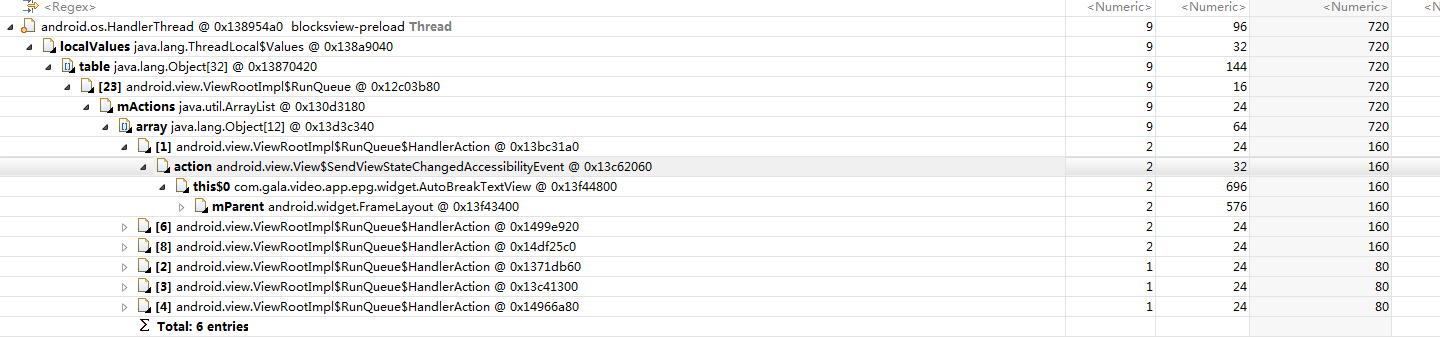 <Regex> <Numeric> <Numeric> <Numeric> <N
android.os.HandlerThread @ 0x138954a0 blocksview-preload Thread 9 96 720
localValues java.lang.ThreadLocal$Values @ 0x138a9040 9 32 720
table java.lang.Object[32] @ 0x13870420 9 144 720
[23] android.view.ViewRootImpl$RunQueue @ 0x12c03b80 9 16 720
mActions java.util.ArrayList @ 0x130d3180 9 24 720
array java.lang.Object[12] @ 0x13d3c340 9 64 720
[1] android.view.ViewRootImpl$RunQueue$HandlerAction @ 0x13bc31a0 2 24 160
action android.view.View$SendViewStateChangedAccessibilityEvent @ 0x13c62060 2 32 160
this$0 com.gala.video.app.epg.widget.AutoBreakTextView @ 0x13f44800 2 696 160
mParent android.widget.FrameLayout @ 0x13f43400 2 576 160
[6] android.view.ViewRootImpl$RunQueue$HandlerAction @ 0x1499e920 2 24 160
[8] android.view.ViewRootImpl$RunQueue$HandlerAction @ 0x14df25c0 2 24 160
[2] android.view.ViewRootImpl$RunQueue$HandlerAction @ 0x1371db60 1 24 80
[3] android.view.ViewRootImpl$RunQueue$HandlerAction @ 0x13c41300 1 24 80
[4] android.view.ViewRootImpl$RunQueue$HandlerAction @ 0x14966a80 1 24 80
Σ Total: 6 entries